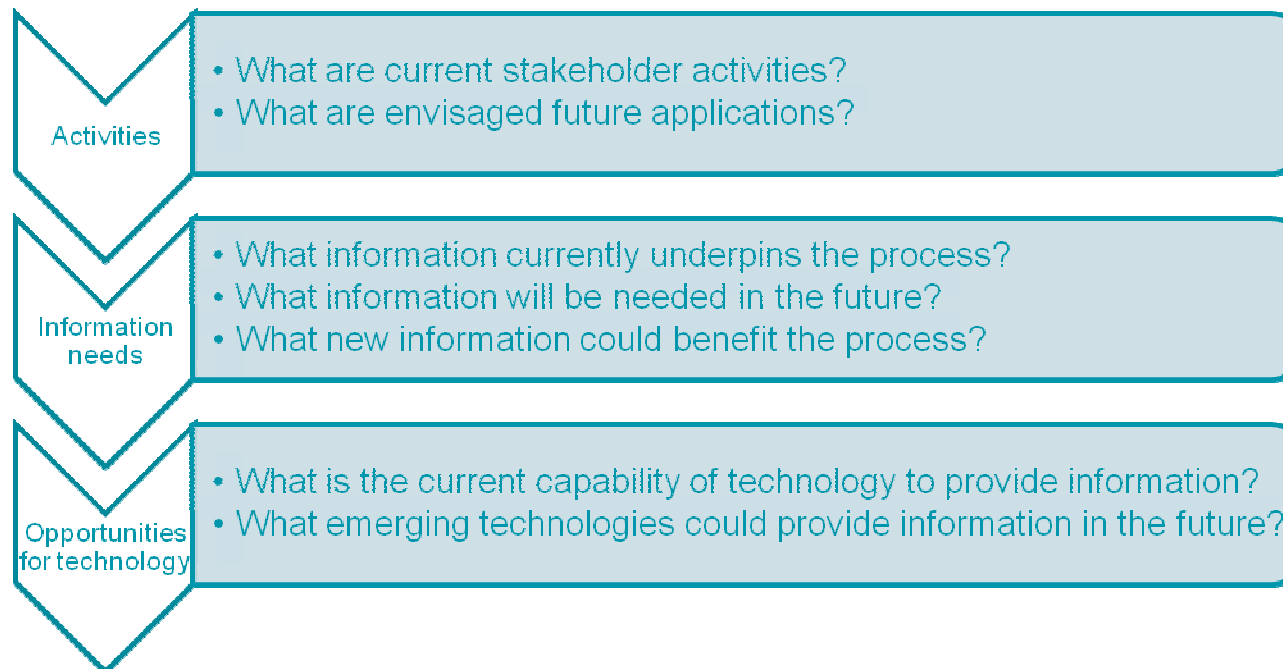 Activities
• What are current stakeholder activities?
• What are envisaged future applications?
Information
needs
• What information currently underpins the process?
• What information will be needed in the future?
• What new information could benefit the process?
Opportunities
for technology
• What is the current capability of technology to provide information?
• What emerging technologies could provide information in the future?